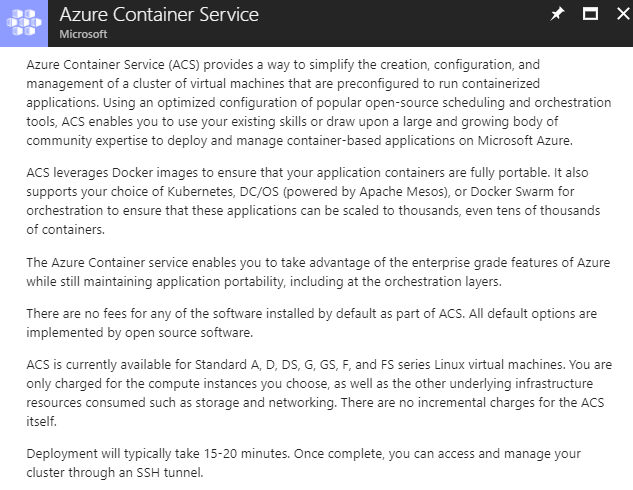 Azure Container Service
Microsoft
Azure Container Service (ACS) provides a way to simplify the creation, configuration, and
management of a cluster of virtual machines that are preconfigured to run containerized
applications. Using an optimized configuration of popular open-source scheduling and orchestration
tools, ACS enables you to use your existing skills or draw upon a large and growing body of
community expertise to deploy and manage container-based applications on Microsoft Azure.
ACS leverages Docker images to ensure that your application containers are fully portable. It also
supports your choice of Kubernetes, DC/OS (powered by Apache Mesos), or Docker Swarm for
orchestration to ensure that these applications can be scaled to thousands, even tens of thousands
of containers.
The Azure Container service enables you to take advantage of the enterprise grade features of Azure
while still maintaining application portability, including at the orchestration layers.
There are no fees for any of the software installed by default as part of ACS. All default options are
implemented by open source software.
ACS is currently available for Standard A, D, DS, G, GS, F, and FS series Linux virtual machines. You are
only charged for the compute instances you choose, as well as the other underlying infrastructure
resources consumed such as storage and networking. There are no incremental charges for the ACS
itself.
Deployment will typically take 15-20 minutes. Once complete, you can access and manage your
cluster through an SSH tunnel.